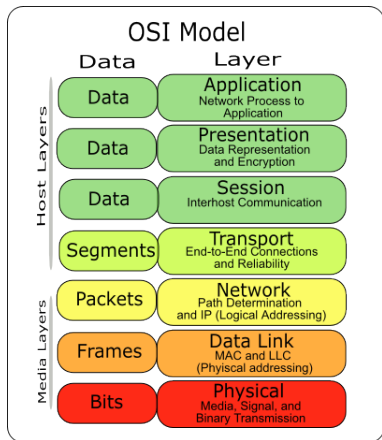 OSI Model
Data
Layer
Host Layers
Data
Application
Network Process to
Application
Data
Presentation
Data Representation
and Encryption
Data
Session
Interhost Communication
Segments
Transport
End-to-End Connections
and Reliability
Media Layers
Packets
Network
Path Determination
and IP (Logical Addressing)
Frames
Data Link
MAC and LLC
(Phyiscal addressing)
Bits
Physical
Media, Signal, and
Binary Transmission